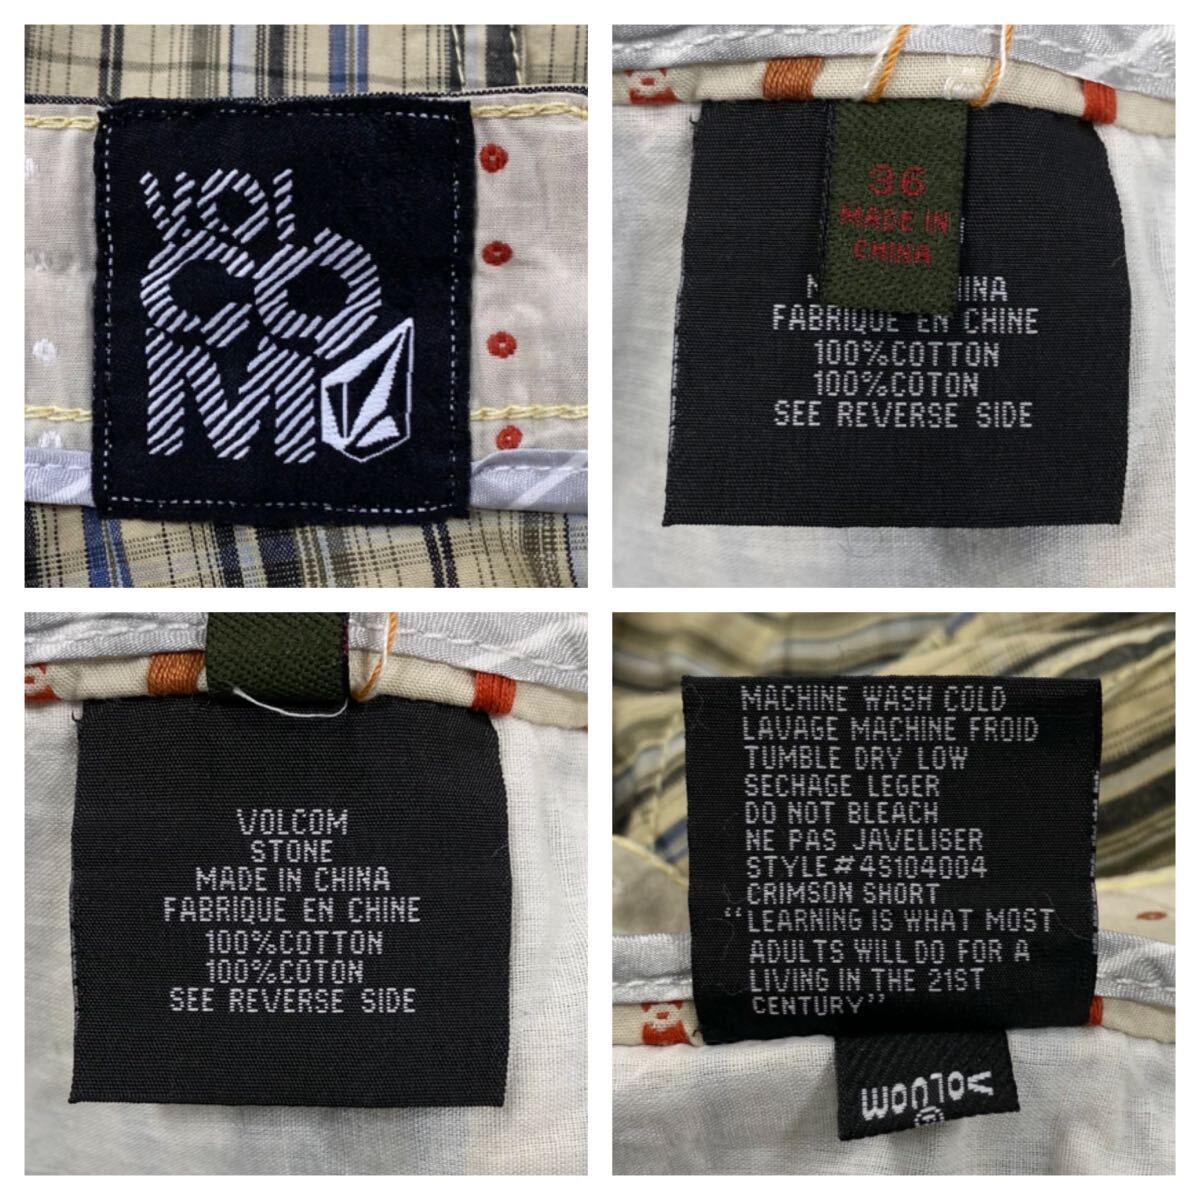 VOL
CO
M
36
MADE IN
CHINA
INA
FABRIQUE EN CHINE
100%COTTON
100%COTON
SEE REVERSE SIDE
VOLCOM
STONE
MADE IN CHINA
FABRIQUE EN CHINE
100%COTTON
100%COTON
SEE REVERSE SIDE
MACHINE WASH COLD
LAVAGE MACHINE FROID
TUMBLE DRY LOW
SECHAGE LEGER
DO NOT BLEACH
NE PAS JAVELISER
STYLE#4S104004
CRIMSON SHORT
“LEARNING IS WHAT MOST
ADULTS WILL DO FOR A
LIVING IN THE 21ST
CENTURY”
VOLCOM